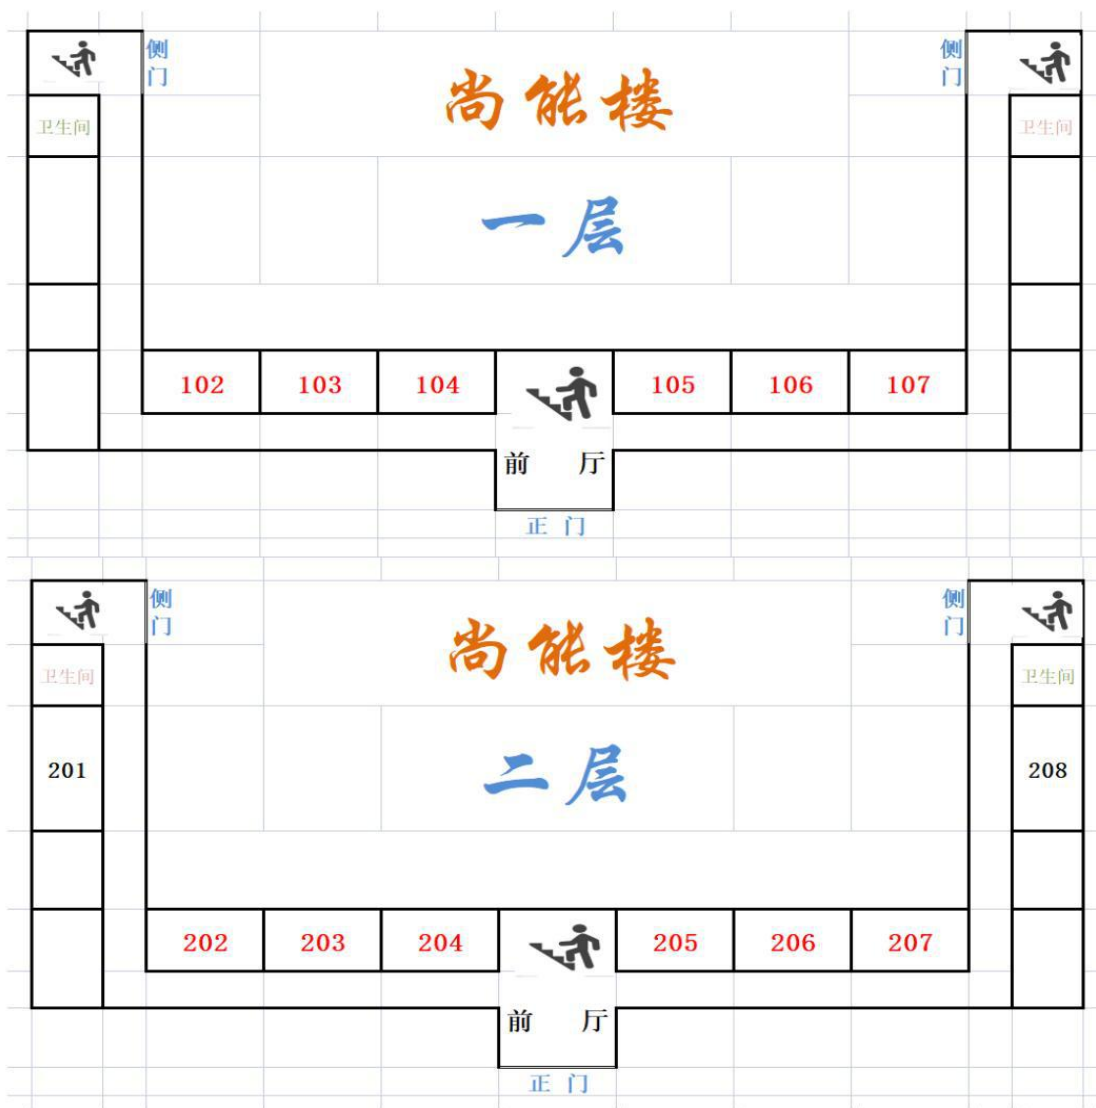 侧门
侧门
尚能楼
卫生间
卫生间
一层
102 103 104 105 106 107
前 厅
正 门
侧门
侧门
尚能楼
卫生间
卫生间
201
208
二层
202 203 204 205 206 207
前 厅
正 门